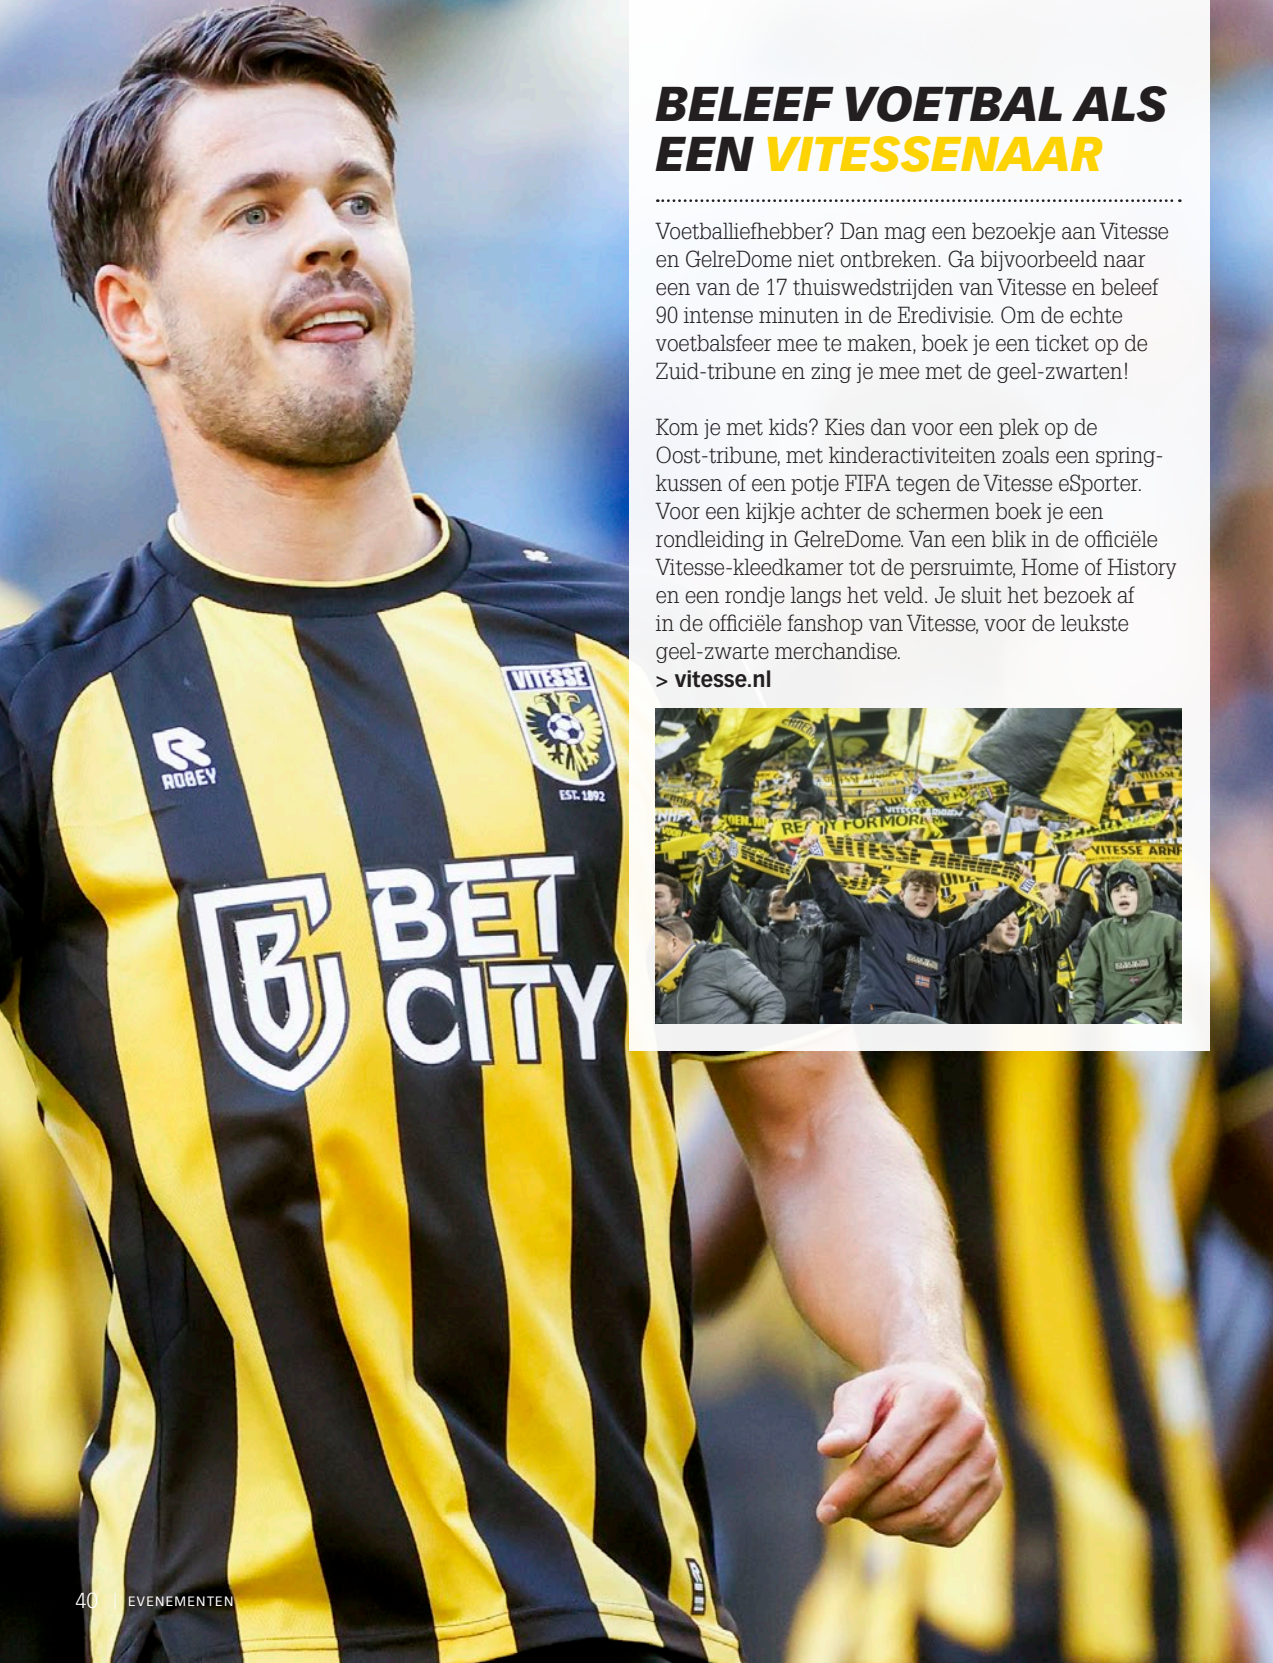 BELEEF VOETBAL ALS
EEN VITESSENAAR
Voetballiefhebber? Dan mag een bezoekje aan Vitesse
en GelreDome niet ontbreken. Ga bijvoorbeeld naar
een van de 17 thuiswedstrijden van Vitesse en beleef
90 intense minuten in de Eredivisie. Om de echte
voetbalsfeer mee te maken, boek je een ticket op de
Zuid-tribune en zing je mee met de geel-zwarten!
Kom je met kids? Kies dan voor een plek op de
Oost-tribune, met kinderactiviteiten zoals een spring-
kussen of een potje FIFA tegen de Vitesse eSporter.
Voor een kijkje achter de schermen boek je een
rondleiding in GelreDome. Van een blik in de officiële
Vitesse-kleedkamer tot de persruimte, Home of History
en een rondje langs het veld. Je sluit het bezoek af
in de officiële fanshop van Vitesse, voor de leukste
geel-zwarte merchandise.
> vitesse.nl
VITESSE
EST. 1892
ROBEY
BET
CITY
VITESSE
FOR MORE
VITESSE ARNHEM
VITESSE ARN
40 | EVENEMENTEN